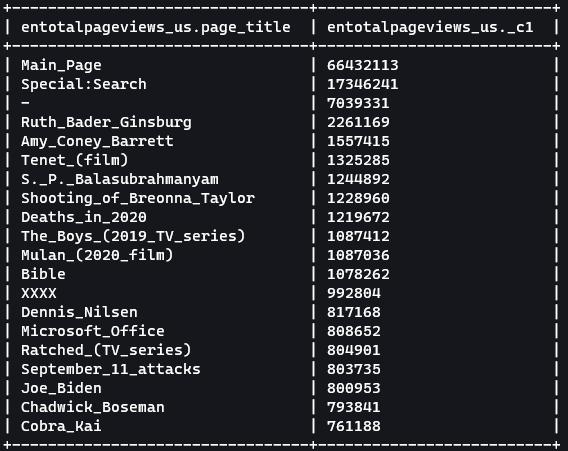 entotalpageviews_us.page_title | entotalpageviews_us._c1
Main_Page | 66432113
Special:Search | 17346241
- | 7039331
Ruth_Bader_Ginsburg | 2261169
Amy_Coney_Barrett | 1557415
Tenet_(film) | 1325285
S._P._Balasubrahmanyam | 1244892
Shooting_of_Breonna_Taylor | 1228960
Deaths_in_2020 | 1219672
The_Boys_(2019_TV_series) | 1087412
Mulan_(2020_film) | 1087036
Bible | 1078262
XXXX | 992804
Dennis_Nilsen | 817168
Microsoft_Office | 808652
Ratched_(TV_series) | 804901
September_11_attacks | 803735
Joe_Biden | 800953
Chadwick_Boseman | 793841
Cobra_Kai | 761188